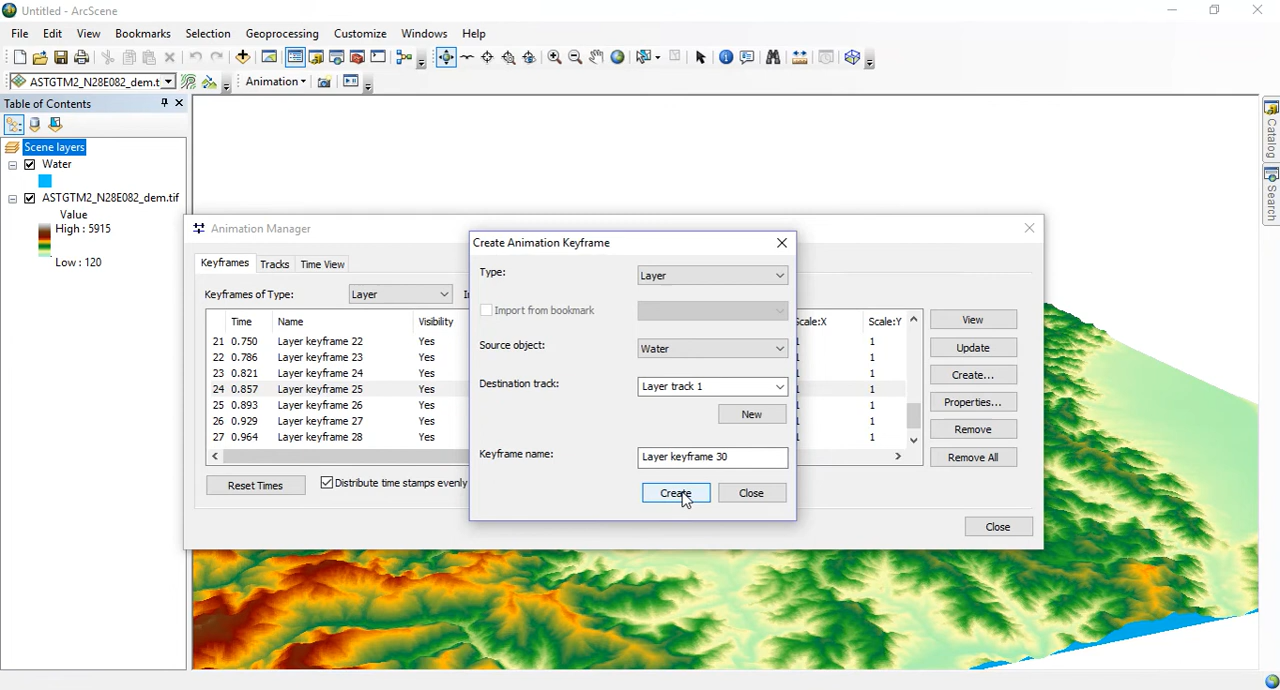 Untitled - ArcScene
File Edit View Bookmarks Selection Geoprocessing Customize Windows Help
ASTGTM2_N28E082_dem.t Animation
Table of Contents
Scene layers
Water
ASTGTM2_N28E082_dem.tif
Value
High : 5915
Low : 120
Animation Manager
Keyframes Tracks Time View
Keyframes of Type: Layer
Time Name Visibility Scale:X Scale:Y
21 0.750 Layer keyframe 22 Yes 1 1
22 0.786 Layer keyframe 23 Yes 1 1
23 0.821 Layer keyframe 24 Yes 1 1
24 0.857 Layer keyframe 25 Yes 1 1
25 0.893 Layer keyframe 26 Yes 1 1
26 0.929 Layer keyframe 27 Yes 1 1
27 0.964 Layer keyframe 28 Yes 1 1
Reset Times Distribute time stamps evenly
View
Update
Create...
Properties...
Remove
Remove All
Close
Create Animation Keyframe
Type: Layer
Import from bookmark
Source object: Water
Destination track: Layer track 1
New
Keyframe name: Layer keyframe 30
Create Close
Catalog
Search